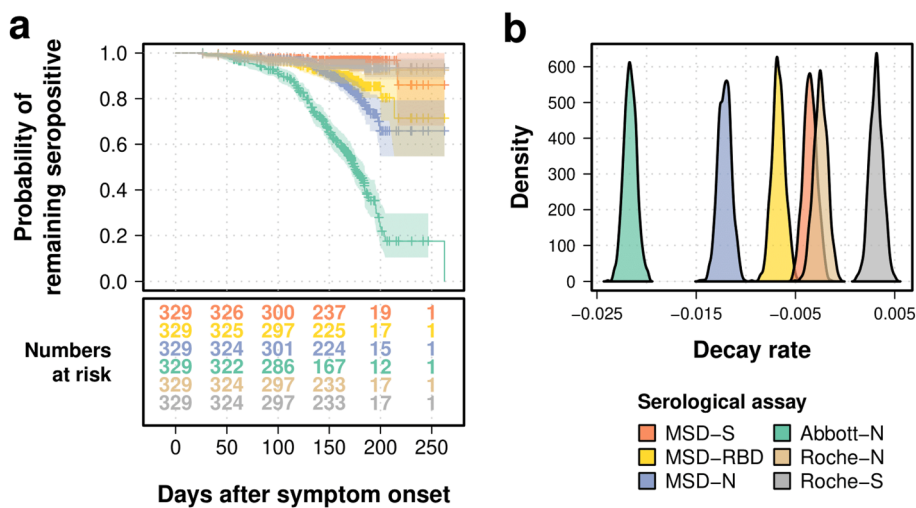 a
Probability of
remaining seropositive
1.0
0.8
0.6
0.4
0.2
0.0
Numbers
at risk
329 326 300 237 19 1
329 325 297 225 17 1
329 324 301 224 15 1
329 322 286 167 12 1
329 324 297 233 17 1
329 324 297 233 17 1
0 50 100 150 200 250
Days after symptom onset
b
Density
600
500
400
300
200
100
0
−0.025 −0.015 −0.005 0.005
Decay rate
Serological assay
MSD−S Abbott−N
MSD−RBD Roche−N
MSD−N Roche−S